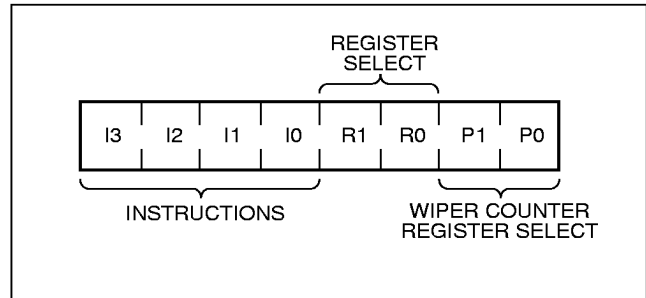 REGISTER
SELECT
I3 I2 I1 I0 R1 R0 P1 P0
INSTRUCTIONS
WIPER COUNTER
REGISTER SELECT